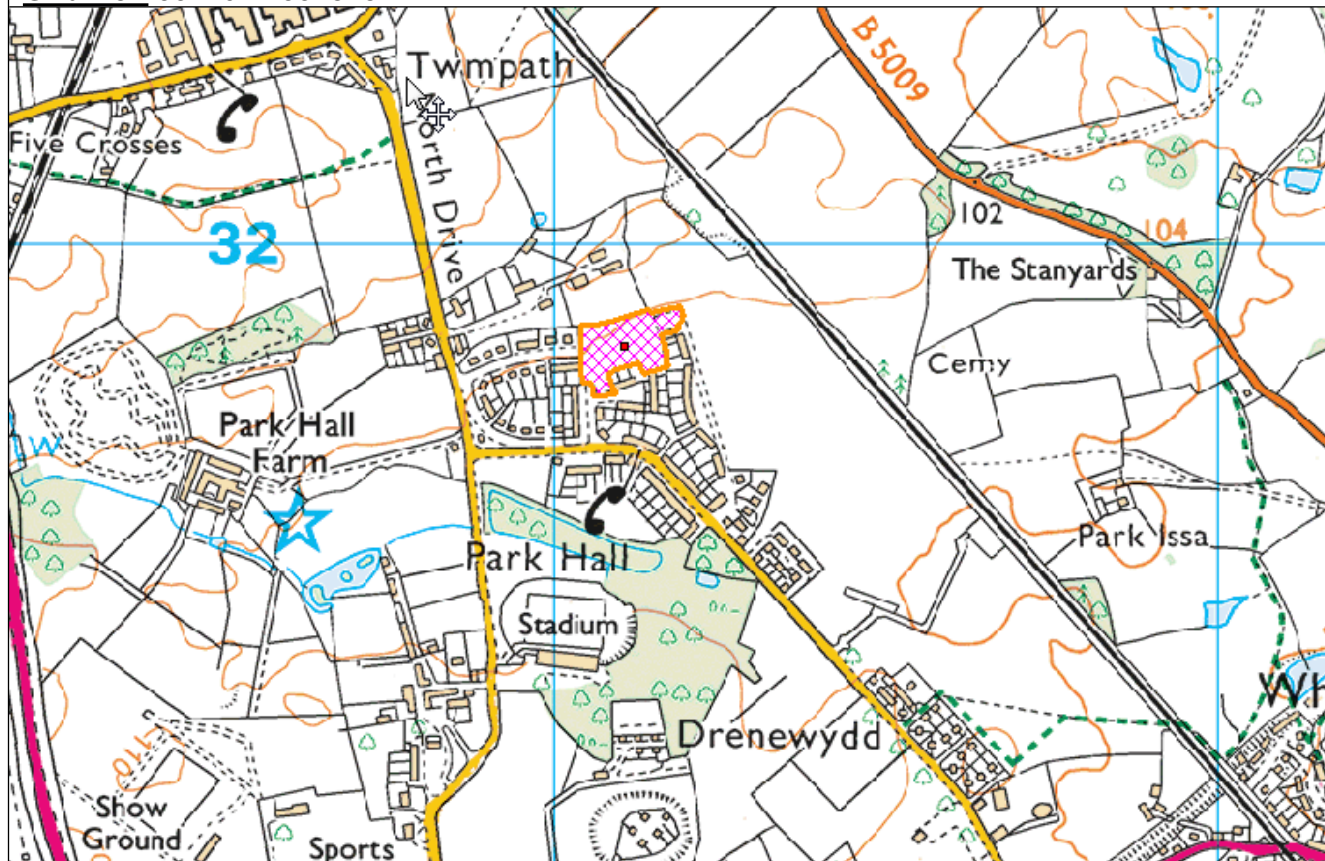 B 5009
Twmpath
Five Crosses
North Drive
102
32
104
The Stanyards
Cemy
Park Hall
Farm
W
Park Issa
Park Hall
Stadium
Wh
Drenewydd
110
Show
Ground
Sports